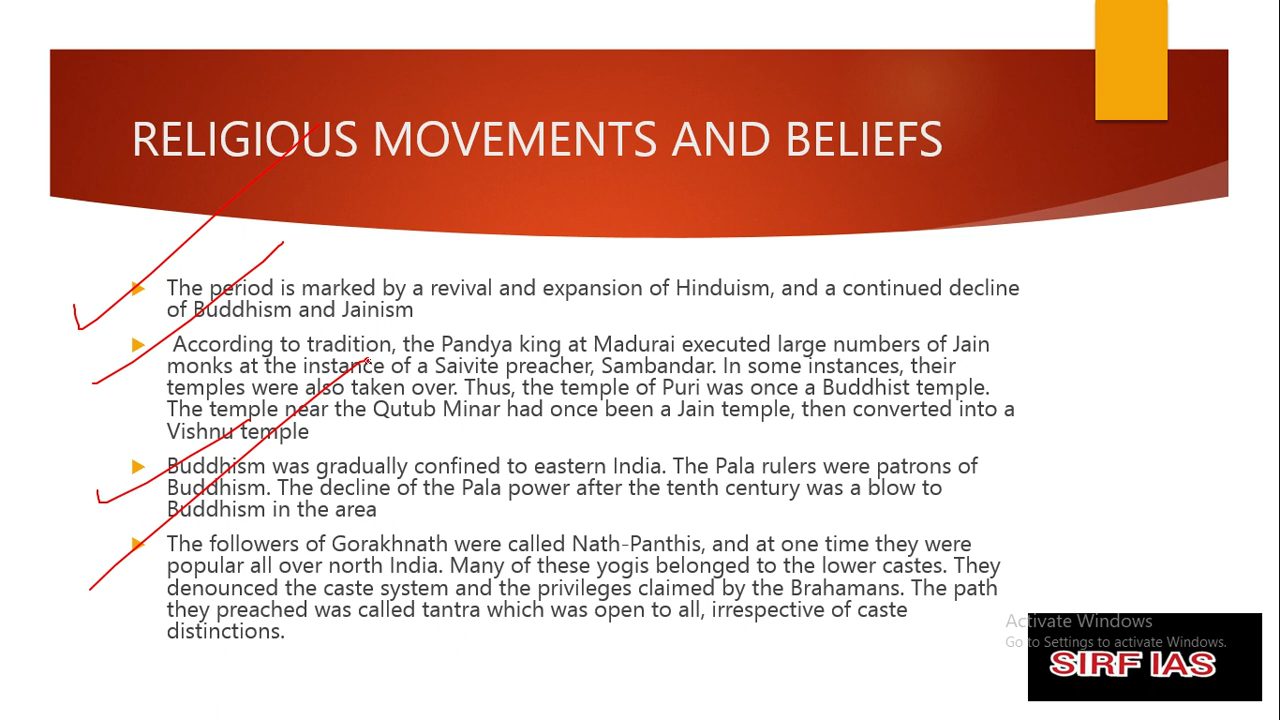 RELIGIOUS MOVEMENTS AND BELIEFS
The period is marked by a revival and expansion of Hinduism, and a continued decline
of Buddhism and Jainism
According to tradition, the Pandya king at Madurai executed large numbers of Jain
monks at the instance of a Saivite preacher, Sambandar. In some instances, their
temples were also taken over. Thus, the temple of Puri was once a Buddhist temple.
The temple near the Qutub Minar had once been a Jain temple, then converted into a
Vishnu temple
Buddhism was gradually confined to eastern India. The Pala rulers were patrons of
Buddhism. The decline of the Pala power after the tenth century was a blow to
Buddhism in the area
The followers of Gorakhnath were called Nath-Panthis, and at one time they were
popular all over north India. Many of these yogis belonged to the lower castes. They
denounced the caste system and the privileges claimed by the Brahamans. The path
they preached was called tantra which was open to all, irrespective of caste
distinctions.
Activate Windows
Go to Settings to activate Windows.
SIRF IAS